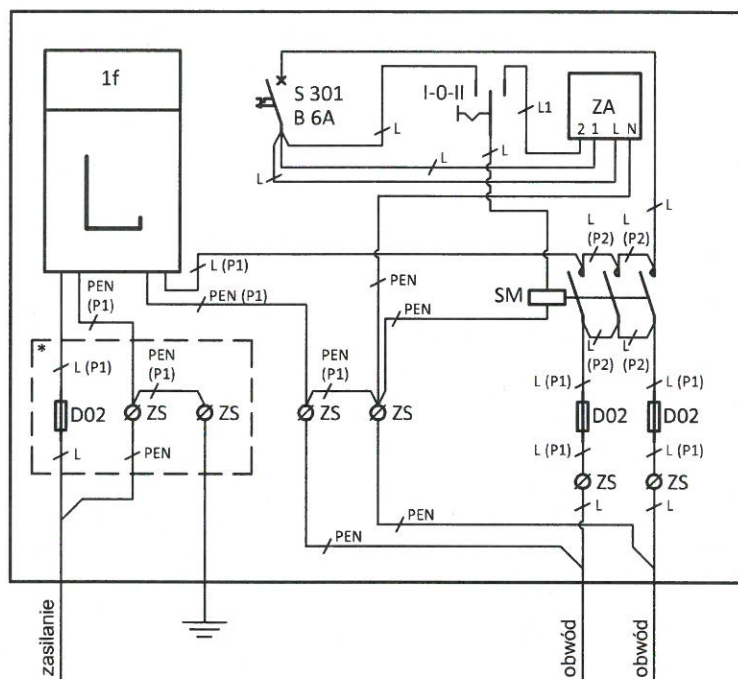 1f
S 301
B 6A
I-0-II
L1
ZA
2 1 L N
L
L
L
L
L
L
(P2)
L
(P2)
L (P1)
PEN
(P1)
PEN (P1)
PEN
SM
PEN
L
(P2)
L
(P2)
*
PEN
(P1)
PEN
(P1)
L (P1)
L (P1)
L (P1)
D02
ZS
ZS
ZS
ZS
D02
D02
L
PEN
L (P1)
L (P1)
ZS
ZS
L
L
PEN
PEN
zasilanie
obwód
obwód